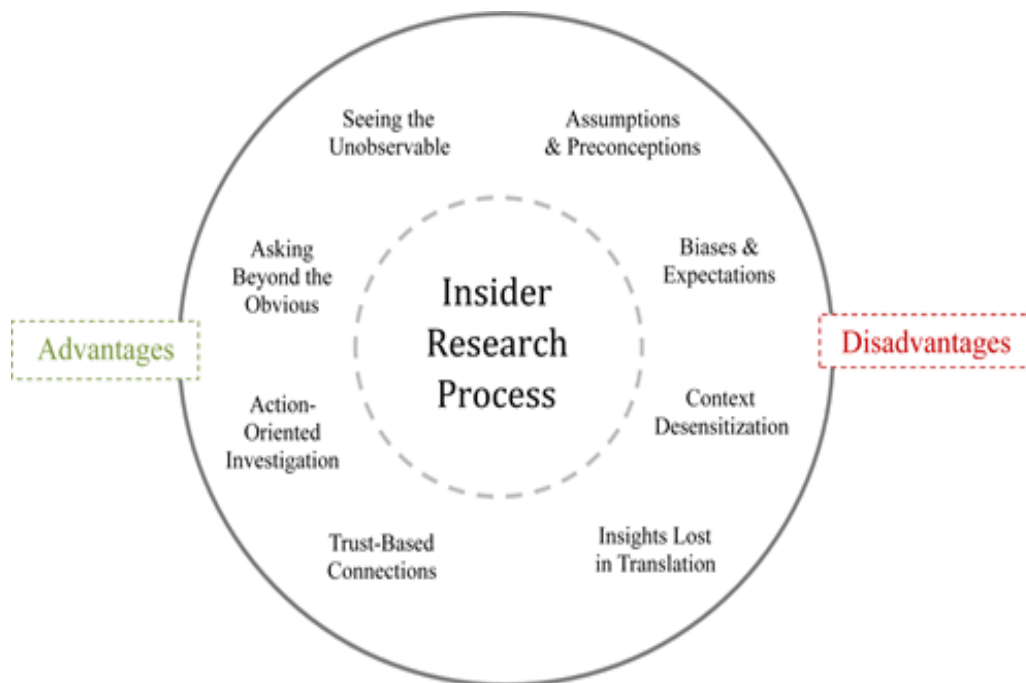 Seeing the
Unobservable
Assumptions
& Preconceptions
Asking
Beyond the
Obvious
Biases &
Expectations
Insider
Research
Process
Advantages
Disadvantages
Action-
Oriented
Investigation
Context
Desensitization
Trust-Based
Connections
Insights Lost
in Translation